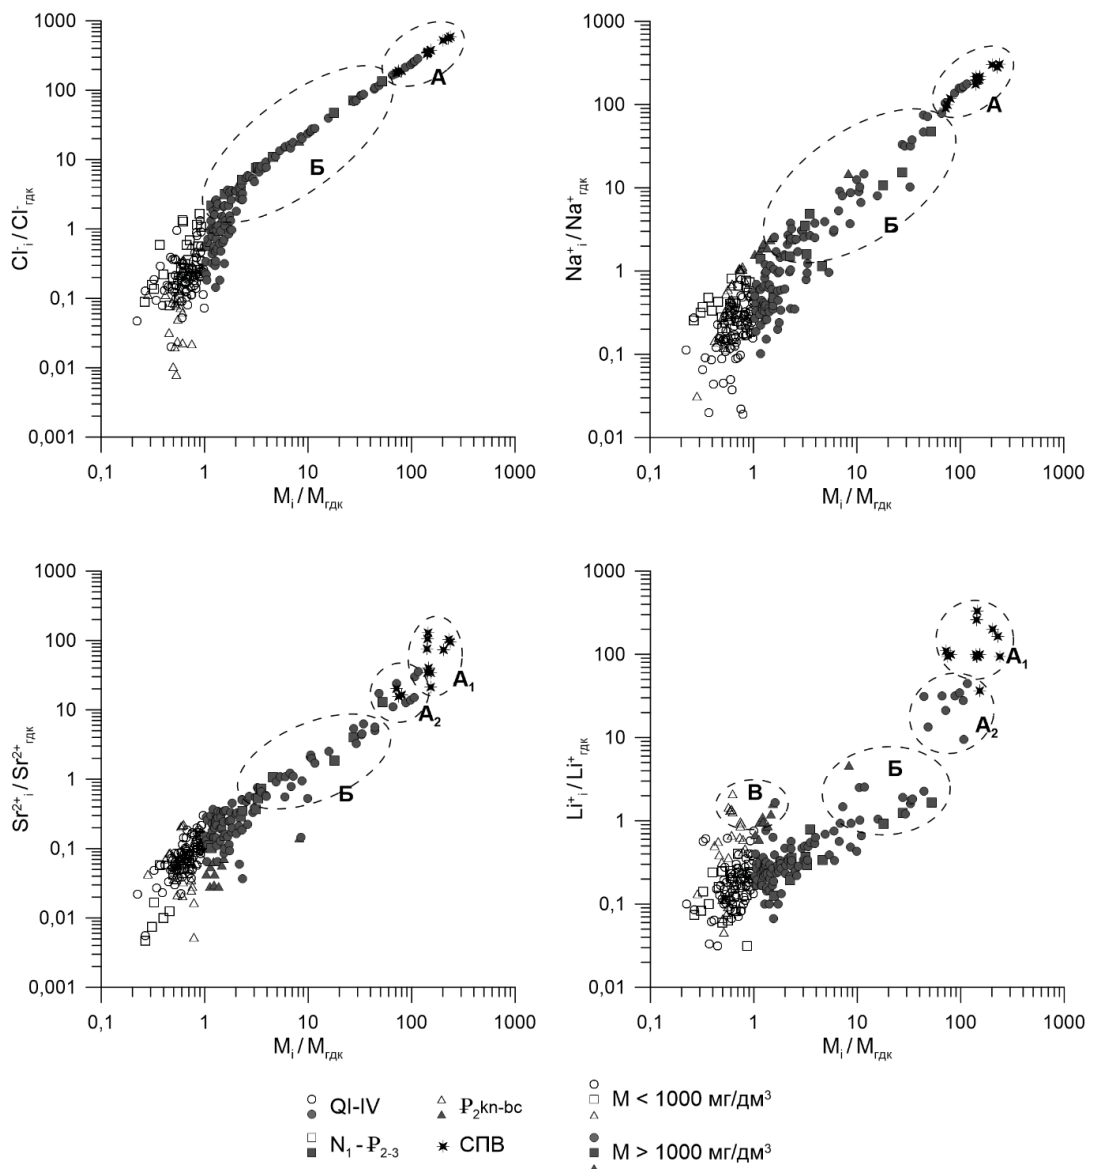 1000
100
10
1
0,1
0,01
0,001
0,1 1 10 100 1000
Cl⁻ᵢ / Cl⁻гдк
Mᵢ / Mгдк
А
Б
1000
100
10
1
0,1
0,01
0,1 1 10 100 1000
Na⁺ᵢ / Na⁺гдк
Mᵢ / Mгдк
А
Б
1000
100
10
1
0,1
0,01
0,001
0,1 1 10 100 1000
Sr²⁺ᵢ / Sr²⁺гдк
Mᵢ / Mгдк
А₁
А₂
Б
1000
100
10
1
0,1
0,01
0,1 1 10 100 1000
Li⁺ᵢ / Li⁺гдк
Mᵢ / Mгдк
А₁
А₂
Б
В
QI-IV
N₁ - ₽₂₋₃
₽₂kn-bc
СПВ
М < 1000 мг/дм³
М > 1000 мг/дм³